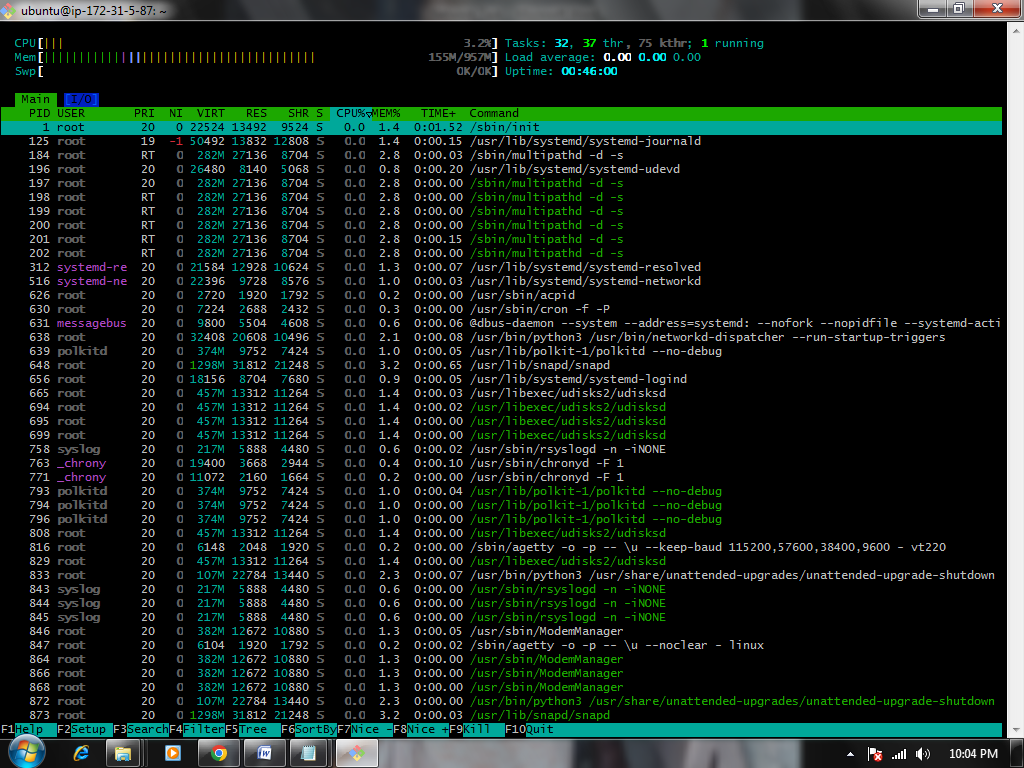 ubuntu@ip-172-31-5-87: ~
CPU[||| 3.2%] Tasks: 32, 37 thr, 75 kthr; 1 running
Mem[||||||||||||||||||||||||||||||||||||||| 155M/957M] Load average: 0.00 0.00 0.00
Swp[ 0K/0K] Uptime: 00:46:00
Main [I/O]
PID USER PRI NI VIRT RES SHR S CPU%▽MEM% TIME+ Command
1 root 20 0 22524 13492 9524 S 0.0 1.4 0:01.52 /sbin/init
125 root 19 -1 50492 13832 12808 S 0.0 1.4 0:00.15 /usr/lib/systemd/systemd-journald
184 root RT 0 282M 27136 8704 S 0.0 2.8 0:00.03 /sbin/multipathd -d -s
196 root 20 0 26480 8140 5068 S 0.0 0.8 0:00.20 /usr/lib/systemd/systemd-udevd
197 root 20 0 282M 27136 8704 S 0.0 2.8 0:00.00 /sbin/multipathd -d -s
198 root RT 0 282M 27136 8704 S 0.0 2.8 0:00.00 /sbin/multipathd -d -s
199 root RT 0 282M 27136 8704 S 0.0 2.8 0:00.00 /sbin/multipathd -d -s
200 root RT 0 282M 27136 8704 S 0.0 2.8 0:00.00 /sbin/multipathd -d -s
201 root RT 0 282M 27136 8704 S 0.0 2.8 0:00.15 /sbin/multipathd -d -s
202 root RT 0 282M 27136 8704 S 0.0 2.8 0:00.00 /sbin/multipathd -d -s
312 systemd-re 20 0 21584 12928 10624 S 0.0 1.3 0:00.07 /usr/lib/systemd/systemd-resolved
516 systemd-ne 20 0 22396 9728 8576 S 0.0 1.0 0:00.03 /usr/lib/systemd/systemd-networkd
626 root 20 0 2720 1920 1792 S 0.0 0.2 0:00.00 /usr/sbin/acpid
630 root 20 0 7224 2688 2432 S 0.0 0.3 0:00.00 /usr/sbin/cron -f -P
631 messagebus 20 0 9800 5504 4608 S 0.0 0.6 0:00.06 @dbus-daemon --system --address=systemd: --nofork --nopidfile --systemd-acti
638 root 20 0 32408 20608 10496 S 0.0 2.1 0:00.08 /usr/bin/python3 /usr/bin/networkd-dispatcher --run-startup-triggers
639 polkitd 20 0 374M 9752 7424 S 0.0 1.0 0:00.05 /usr/lib/polkit-1/polkitd --no-debug
648 root 20 0 1298M 31812 21248 S 0.0 3.2 0:00.65 /usr/lib/snapd/snapd
656 root 20 0 18156 8704 7680 S 0.0 0.9 0:00.05 /usr/lib/systemd/systemd-logind
665 root 20 0 457M 13312 11264 S 0.0 1.4 0:00.03 /usr/libexec/udisks2/udisksd
694 root 20 0 457M 13312 11264 S 0.0 1.4 0:00.02 /usr/libexec/udisks2/udisksd
695 root 20 0 457M 13312 11264 S 0.0 1.4 0:00.00 /usr/libexec/udisks2/udisksd
699 root 20 0 457M 13312 11264 S 0.0 1.4 0:00.00 /usr/libexec/udisks2/udisksd
758 syslog 20 0 217M 5888 4480 S 0.0 0.6 0:00.02 /usr/sbin/rsyslogd -n -iNONE
763 _chrony 20 0 19400 3668 2944 S 0.0 0.4 0:00.10 /usr/sbin/chronyd -F 1
771 _chrony 20 0 11072 2160 1664 S 0.0 0.2 0:00.00 /usr/sbin/chronyd -F 1
793 polkitd 20 0 374M 9752 7424 S 0.0 1.0 0:00.04 /usr/lib/polkit-1/polkitd --no-debug
794 polkitd 20 0 374M 9752 7424 S 0.0 1.0 0:00.00 /usr/lib/polkit-1/polkitd --no-debug
796 polkitd 20 0 374M 9752 7424 S 0.0 1.0 0:00.00 /usr/lib/polkit-1/polkitd --no-debug
808 root 20 0 457M 13312 11264 S 0.0 1.4 0:00.00 /usr/libexec/udisks2/udisksd
816 root 20 0 6148 2048 1920 S 0.0 0.2 0:00.00 /sbin/agetty -o -p -- \u --keep-baud 115200,57600,38400,9600 - vt220
829 root 20 0 457M 13312 11264 S 0.0 1.4 0:00.00 /usr/libexec/udisks2/udisksd
833 root 20 0 107M 22784 13440 S 0.0 2.3 0:00.07 /usr/bin/python3 /usr/share/unattended-upgrades/unattended-upgrade-shutdown
843 syslog 20 0 217M 5888 4480 S 0.0 0.6 0:00.00 /usr/sbin/rsyslogd -n -iNONE
844 syslog 20 0 217M 5888 4480 S 0.0 0.6 0:00.00 /usr/sbin/rsyslogd -n -iNONE
845 syslog 20 0 217M 5888 4480 S 0.0 0.6 0:00.00 /usr/sbin/rsyslogd -n -iNONE
846 root 20 0 382M 12672 10880 S 0.0 1.3 0:00.05 /usr/sbin/ModemManager
847 root 20 0 6104 1920 1792 S 0.0 0.2 0:00.02 /sbin/agetty -o -p -- \u --noclear - linux
864 root 20 0 382M 12672 10880 S 0.0 1.3 0:00.00 /usr/sbin/ModemManager
866 root 20 0 382M 12672 10880 S 0.0 1.3 0:00.00 /usr/sbin/ModemManager
868 root 20 0 382M 12672 10880 S 0.0 1.3 0:00.00 /usr/sbin/ModemManager
872 root 20 0 107M 22784 13440 S 0.0 2.3 0:00.00 /usr/bin/python3 /usr/share/unattended-upgrades/unattended-upgrade-shutdown
873 root 20 0 1298M 31812 21248 S 0.0 3.2 0:00.03 /usr/lib/snapd/snapd
F1Help F2Setup F3SearchF4FilterF5Tree F6SortByF7Nice -F8Nice +F9Kill F10Quit
10:04 PM